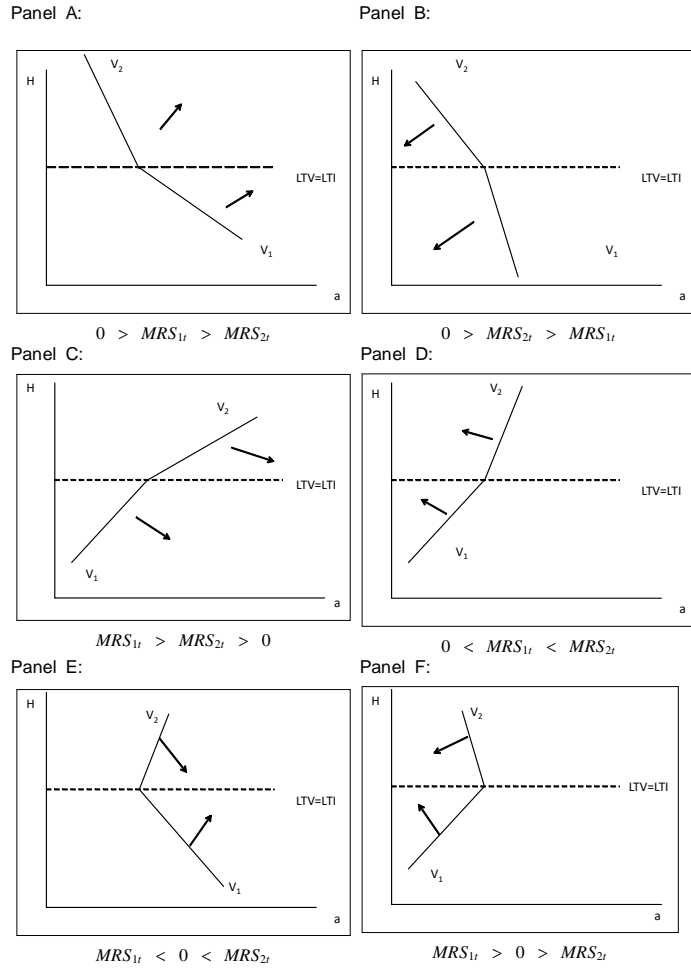 Panel A:
Panel B:
H
V2
LTV=LTI
V1
a
H
V2
LTV=LTI
V1
a
0 > MRS1t > MRS2t
0 > MRS2t > MRS1t
Panel C:
Panel D:
H
V2
LTV=LTI
V1
a
H
V2
LTV=LTI
V1
a
MRS1t > MRS2t > 0
0 < MRS1t < MRS2t
Panel E:
Panel F:
H
V2
LTV=LTI
V1
a
H
V2
LTV=LTI
V1
a
MRS1t < 0 < MRS2t
MRS1t > 0 > MRS2t